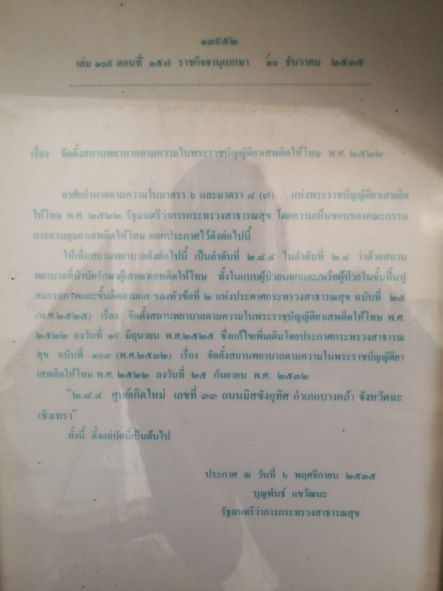 ๑๓๙๕๒
เล่ม ๑๐๙ ตอนที่ ๑๕๗ ราชกิจจานุเบกษา ๑๐ ธันวาคม ๒๕๓๕
เรื่อง จัดตั้งสถานพยาบาลตามความในพระราชบัญญัติยาเสพติดให้โทษ พ.ศ. ๒๕๒๒
อาศัยอำนาจตามความในมาตรา ๖ และมาตรา ๘ (๗) แห่งพระราชบัญญัติยาเสพติด
ให้โทษ พ.ศ. ๒๕๒๒ รัฐมนตรีว่าการกระทรวงสาธารณสุข โดยความเห็นชอบของคณะกรรม
การควบคุมยาเสพติดให้โทษ ออกประกาศไว้ดังต่อไปนี้
ให้เพิ่มสถานพยาบาลดังต่อไปนี้ เป็นลำดับที่ ๒.๘.๔ ในลำดับที่ ๒.๘ ว่าด้วยสถาน
พยาบาลที่บำบัดรักษาผู้เสพยาเสพติดให้โทษ ทั้งในแบบผู้ป่วยนอกและ/หรือผู้ป่วยในขั้นฟื้นฟู
สมรรถภาพและขั้นติดตามผล ของหัวข้อที่ ๒ แห่งประกาศกระทรวงสาธารณสุข ฉบับที่ ๒๕
(พ.ศ.๒๕๒๕) เรื่อง จัดตั้งสถานพยาบาลตามความในพระราชบัญญัติยาเสพติดให้โทษ พ.ศ.
๒๕๒๒ ลงวันที่ ๑๙ มิถุนายน พ.ศ.๒๕๒๕ ซึ่งแก้ไขเพิ่มเติมโดยประกาศกระทรวงสาธารณ
สุข ฉบับที่ ๑๐๓ (พ.ศ.๒๕๓๒) เรื่อง จัดตั้งสถานพยาบาลตามความในพระราชบัญญัติยา
เสพติดให้โทษ พ.ศ. ๒๕๒๒ ลงวันที่ ๒๕ กันยายน พ.ศ. ๒๕๓๒
"๒.๘.๔ ศูนย์เกิดใหม่ เลขที่ ๓๓ ถนนมิสซังอุทิศ อำเภอบางคล้า จังหวัดฉะ
เชิงเทรา"
ทั้งนี้ ตั้งแต่บัดนี้เป็นต้นไป
ประกาศ ณ วันที่ ๖ พฤศจิกายน ๒๕๓๕
บุญพันธ์ แขวัฒนะ
รัฐมนตรีว่าการกระทรวงสาธารณสุข